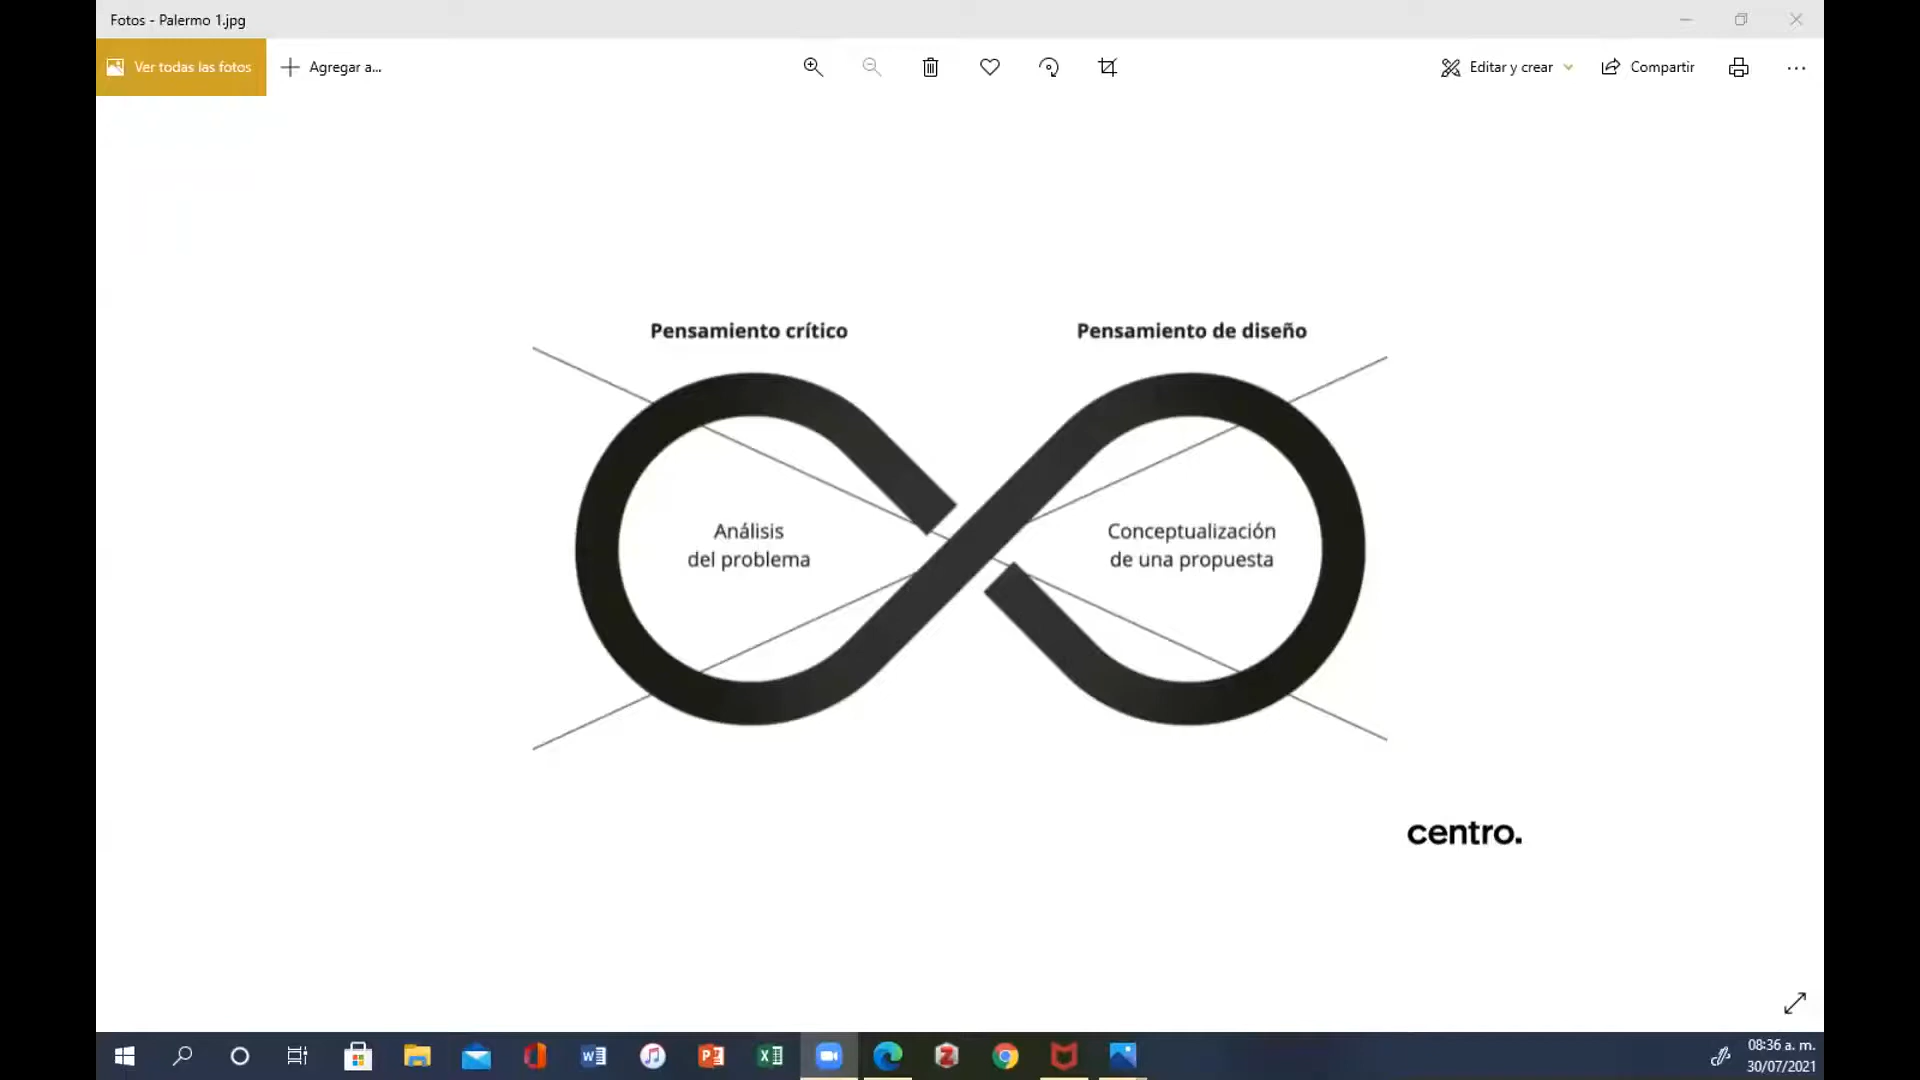 Fotos - Palermo 1.jpg
Ver todas las fotos
Agregar a...
Editar y crear
Compartir
Pensamiento crítico
Pensamiento de diseño
Análisis
del problema
Conceptualización
de una propuesta
centro.
08:36 a. m.
30/07/2021